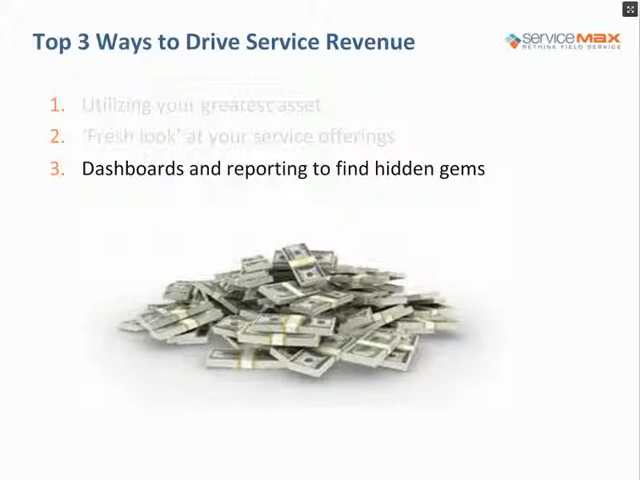 Top 3 Ways to Drive Service Revenue
serviceMAX
RETHINK FIELD SERVICE
1. Utilizing your greatest asset
2. 'Fresh look' at your service offerings
3. Dashboards and reporting to find hidden gems